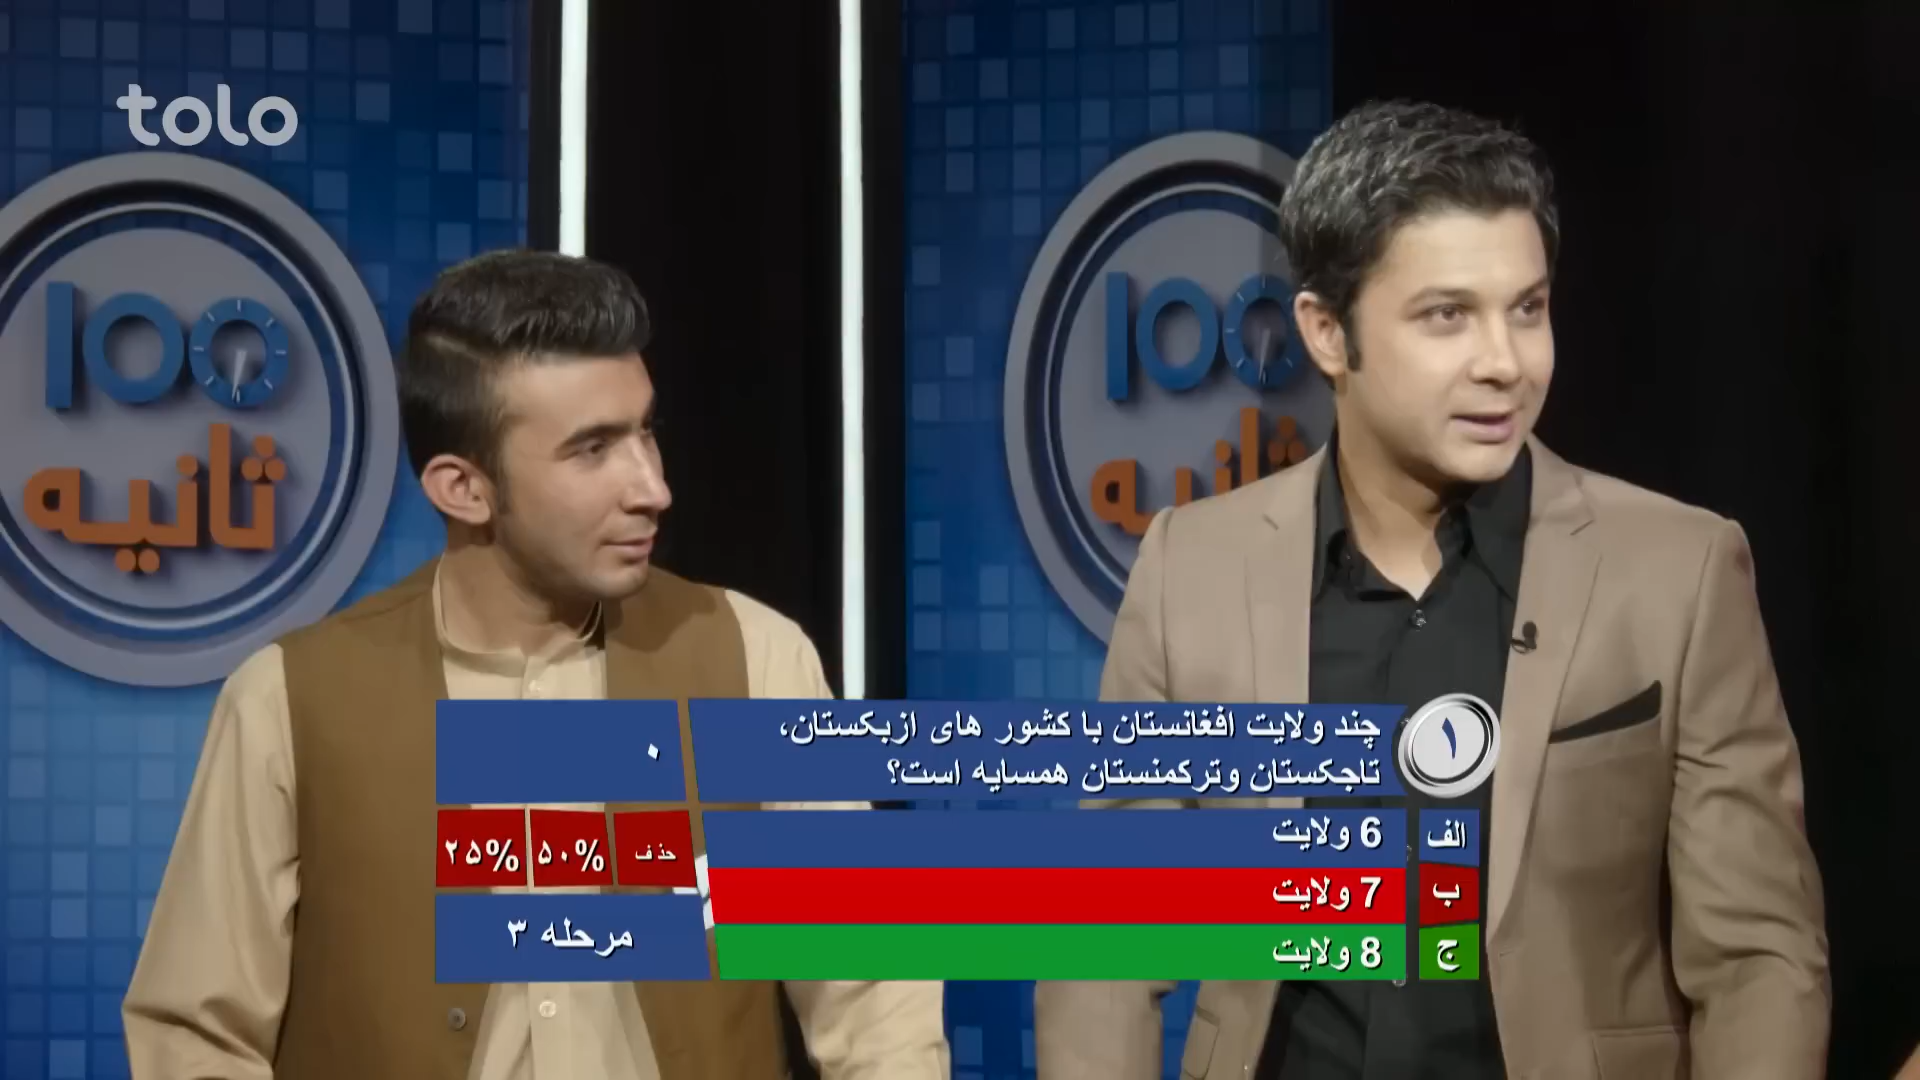 tolo
100
ثانیه
100
ثانیه
۱
چند ولایت افغانستان با کشور های ازبکستان،
تاجکستان وترکمنستان همسایه است؟
۰
الف
6 ولایت
ب
7 ولایت
ج
8 ولایت
حذف
۵۰%
۲۵%
مرحله ۳